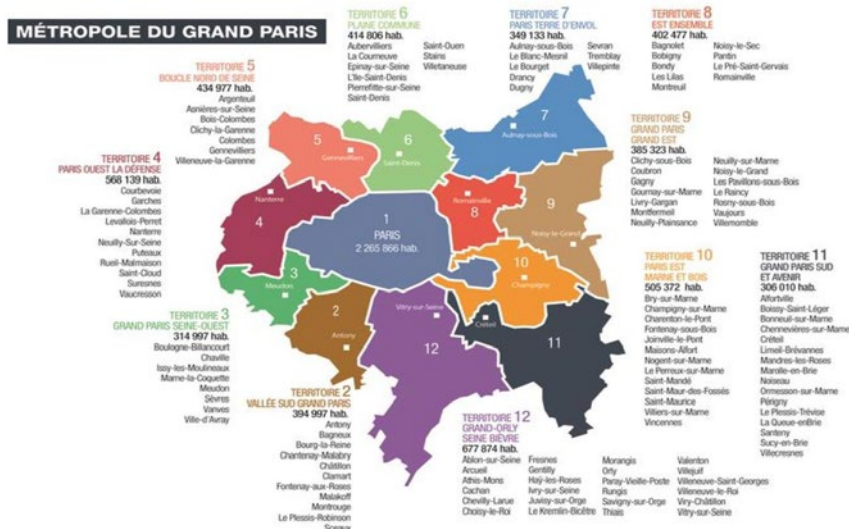 MÉTROPOLE DU GRAND PARIS
TERRITOIRE 6
PLAINE COMMUNE
414 806 hab.
Aubervilliers
La Courneuve
Epinay-sur-Seine
L'Ile-Saint-Denis
Pierrefitte-sur-Seine
Saint-Denis
Saint-Ouen
Stains
Villetaneuse
TERRITOIRE 7
PARIS TERRE D'ENVOL
349 133 hab.
Aulnay-sous-Bois
Le Blanc-Mesnil
Le Bourget
Drancy
Dugny
Sevran
Tremblay
Villepinte
TERRITOIRE 8
EST ENSEMBLE
402 477 hab.
Bagnolet
Bobigny
Bondy
Les Lilas
Montreuil
Noisy-le-Sec
Pantin
Le Pré-Saint-Gervais
Romainville
TERRITOIRE 5
BOUCLE NORD DE SEINE
434 977 hab.
Argenteuil
Asnières-sur-Seine
Bois-Colombes
Clichy-la-Garenne
Colombes
Gennevilliers
Villeneuve-la-Garenne
TERRITOIRE 4
PARIS OUEST LA DÉFENSE
568 139 hab.
Courbevoie
Garches
La Garenne-Colombes
Levallois-Perret
Nanterre
Neuilly-Sur-Seine
Puteaux
Rueil-Malmaison
Saint-Cloud
Suresnes
Vaucresson
TERRITOIRE 3
GRAND PARIS SEINE-OUEST
314 997 hab.
Boulogne-Billancourt
Chaville
Issy-les-Moulineaux
Marne-la-Coquette
Meudon
Sèvres
Vanves
Ville-d'Avray
5
Gennevilliers
6
Saint-Denis
7
Aulnay-sous-Bois
4
Nanterre
1
PARIS
2 265 866 hab.
Romainville
8
9
Noisy-le-Grand
3
Meudon
2
Antony
Vitry-sur-Seine
12
10
Champigny
Créteil
11
TERRITOIRE 9
GRAND PARIS
GRAND EST
385 323 hab.
Clichy-sous-Bois
Coubron
Gagny
Gournay-sur-Marne
Livry-Gargan
Montfermeil
Neuilly-Plaisance
Neuilly-sur-Marne
Noisy-le-Grand
Les Pavillons-sous-Bois
Le Raincy
Rosny-sous-Bois
Vaujours
Villemomble
TERRITOIRE 10
PARIS EST
MARNE ET BOIS
505 372 hab.
Bry-sur-Marne
Champigny-sur-Marne
Charenton-le-Pont
Fontenay-sous-Bois
Joinville-le-Pont
Maisons-Alfort
Nogent-sur-Marne
Le Perreux-sur-Marne
Saint-Mandé
Saint-Maur-des-Fossés
Saint-Maurice
Villiers-sur-Marne
Vincennes
TERRITOIRE 11
GRAND PARIS SUD
ET AVENIR
306 010 hab.
Alfortville
Boissy-Saint-Léger
Bonneuil-sur-Marne
Chennevières-sur-Marne
Créteil
Limeil-Brévannes
Mandres-les-Roses
Marolle-en-Brie
Noiseau
Ormesson-sur-Marne
Périgny
Le Plessis-Trévise
La Queue-enBrie
Santeny
Sucy-en-Brie
Villecresnes
TERRITOIRE 2
VALLÉE SUD GRAND PARIS
394 997 hab.
Antony
Bagneux
Bourg-la-Reine
Chantenay-Malabry
Châtillon
Clamart
Fontenay-aux-Roses
Malakoff
Montrouge
Le Plessis-Robinson
Sceaux
TERRITOIRE 12
GRAND-ORLY
SEINE BIÈVRE
677 874 hab.
Ablon-sur-Seine
Arcueil
Athis-Mons
Cachan
Chevilly-Larue
Choisy-le-Roi
Fresnes
Gentilly
Haÿ-les-Roses
Ivry-sur-Seine
Juvisy-sur-Orge
Le Kremlin-Bicêtre
Morangis
Orly
Paray-Vieille-Poste
Rungis
Savigny-sur-Orge
Thiais
Valenton
Villejuif
Villeneuve-Saint-Georges
Villeneuve-le-Roi
Viry-Châtillon
Vitry-sur-Seine